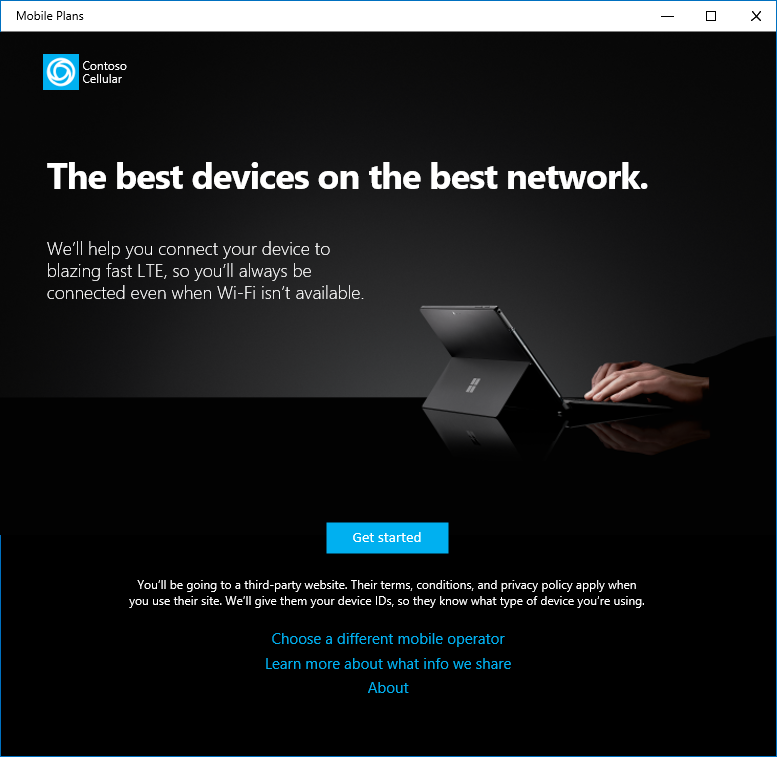 Mobile Plans
Contoso
Cellular
The best devices on the best network.
We'll help you connect your device to
blazing fast LTE, so you'll always be
connected even when Wi-Fi isn't available.
Get started
You'll be going to a third-party website. Their terms, conditions, and privacy policy apply when
you use their site. We'll give them your device IDs, so they know what type of device you're using.
Choose a different mobile operator
Learn more about what info we share
About